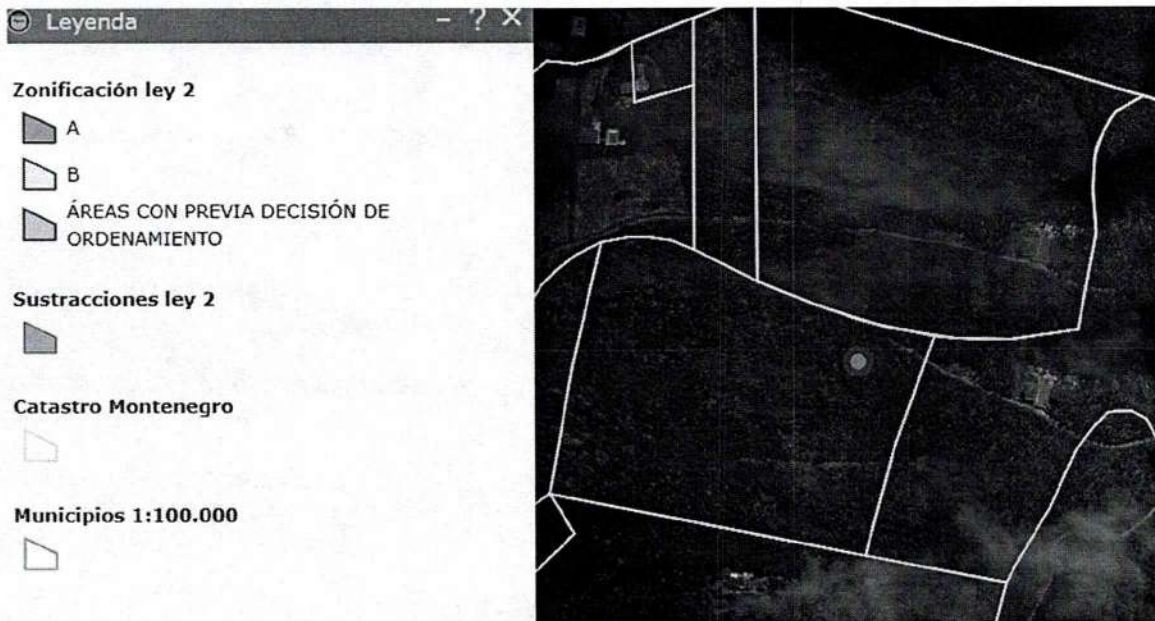 Leyenda
Zonificación ley 2
A
B
ÁREAS CON PREVIA DECISIÓN DE
ORDENAMIENTO
Sustracciones ley 2
Catastro Montenegro
Municipios 1:100.000